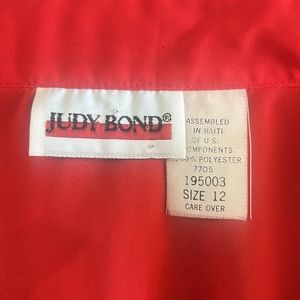 JUDY BOND®
ASSEMBLED
IN HAITI
OF U.S.
COMPONENTS
POLYESTER
7705
195003
SIZE 12
CARE OVER